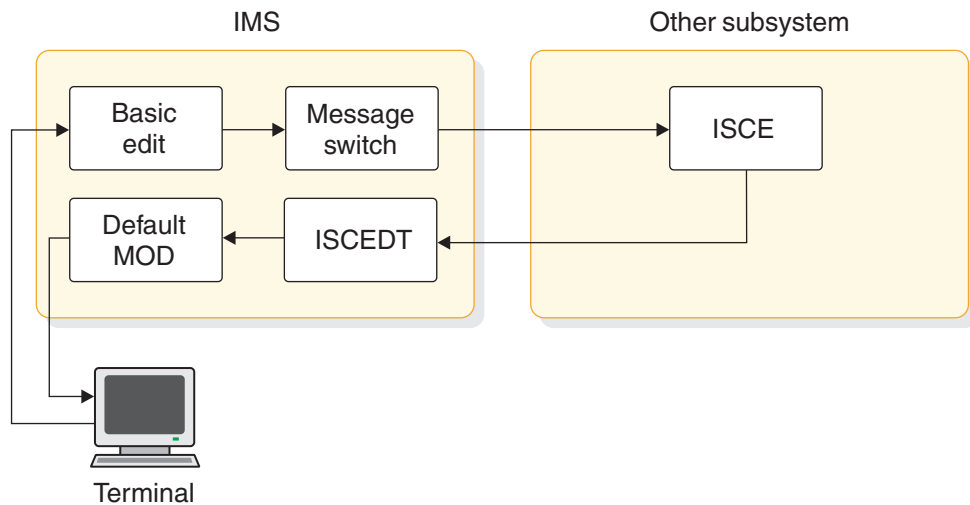 IMS
Other subsystem
Basic
edit
Message
switch
ISCE
Default
MOD
ISCEDT
Terminal